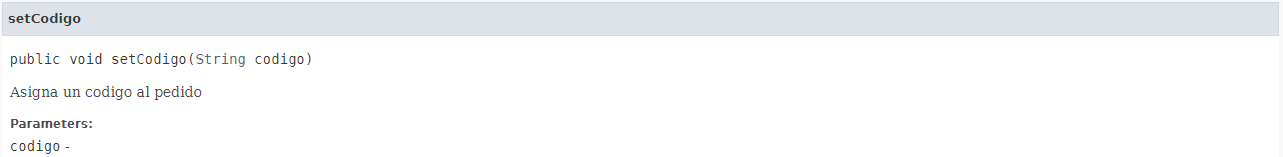 setCodigo
public void setCodigo(String codigo)
Asigna un codigo al pedido
Parameters:
codigo -